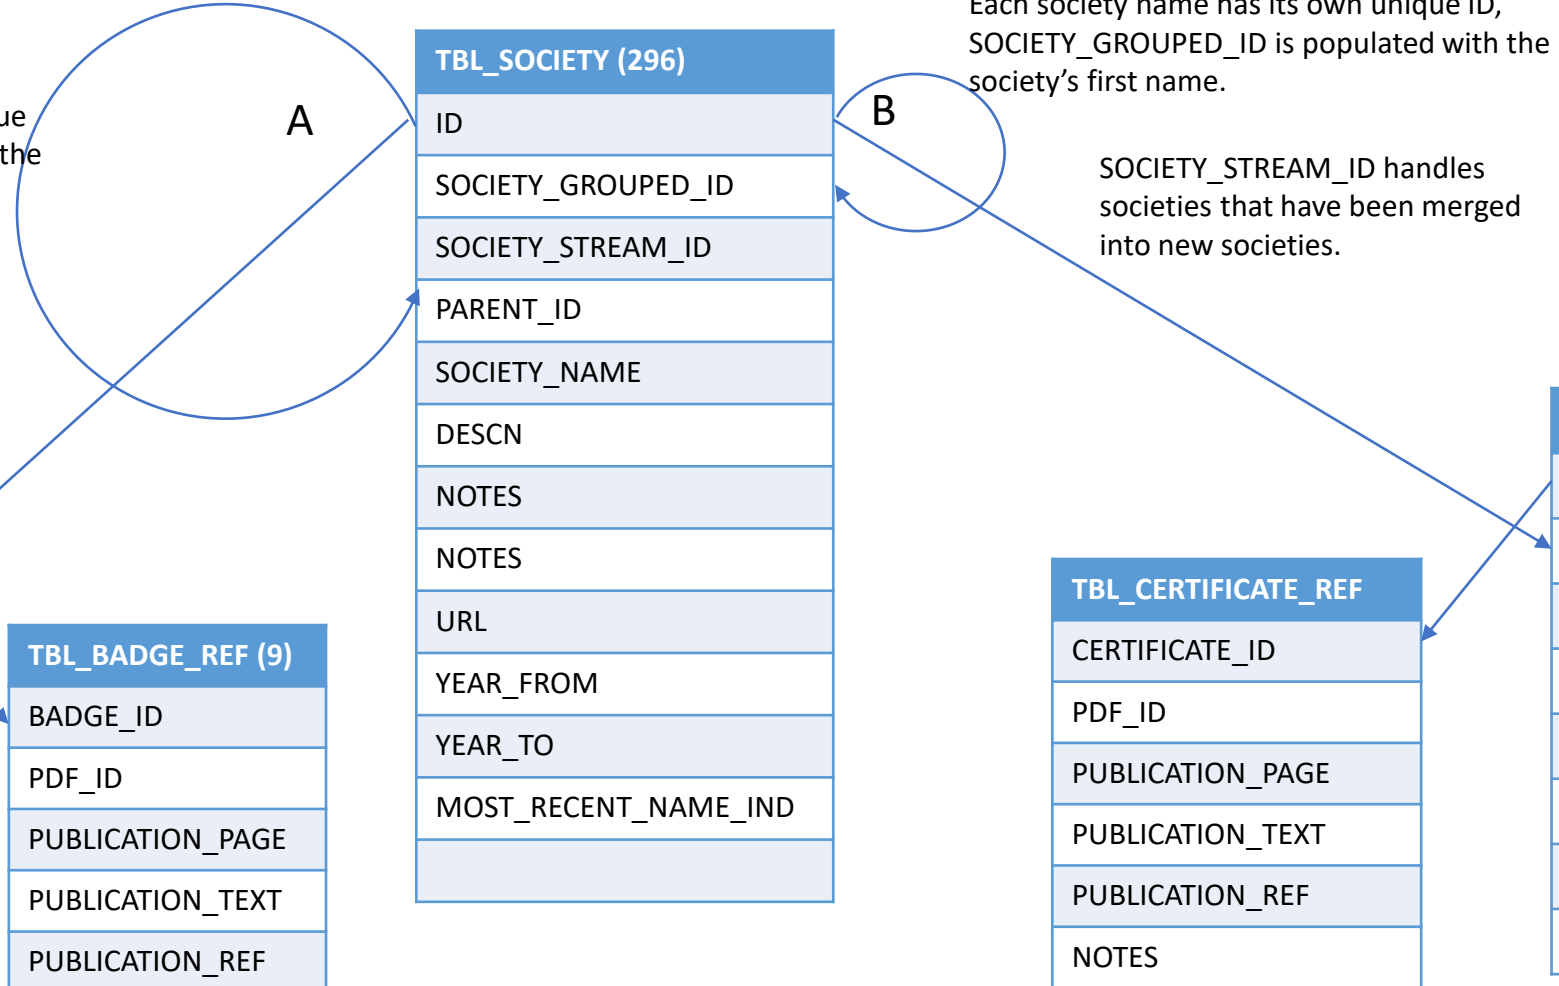 Each society name has its own unique ID,
SOCIETY_GROUPED_ID is populated with the
society's first name.
the
A
B
SOCIETY_STREAM_ID handles
societies that have been merged
into new societies.
TBL_SOCIETY (296)
ID
SOCIETY_GROUPED_ID
SOCIETY_STREAM_ID
PARENT_ID
SOCIETY_NAME
DESCN
NOTES
NOTES
URL
YEAR_FROM
YEAR_TO
MOST_RECENT_NAME_IND
TBL_BADGE_REF (9)
BADGE_ID
PDF_ID
PUBLICATION_PAGE
PUBLICATION_TEXT
PUBLICATION_REF
TBL_CERTIFICATE_REF
CERTIFICATE_ID
PDF_ID
PUBLICATION_PAGE
PUBLICATION_TEXT
PUBLICATION_REF
NOTES